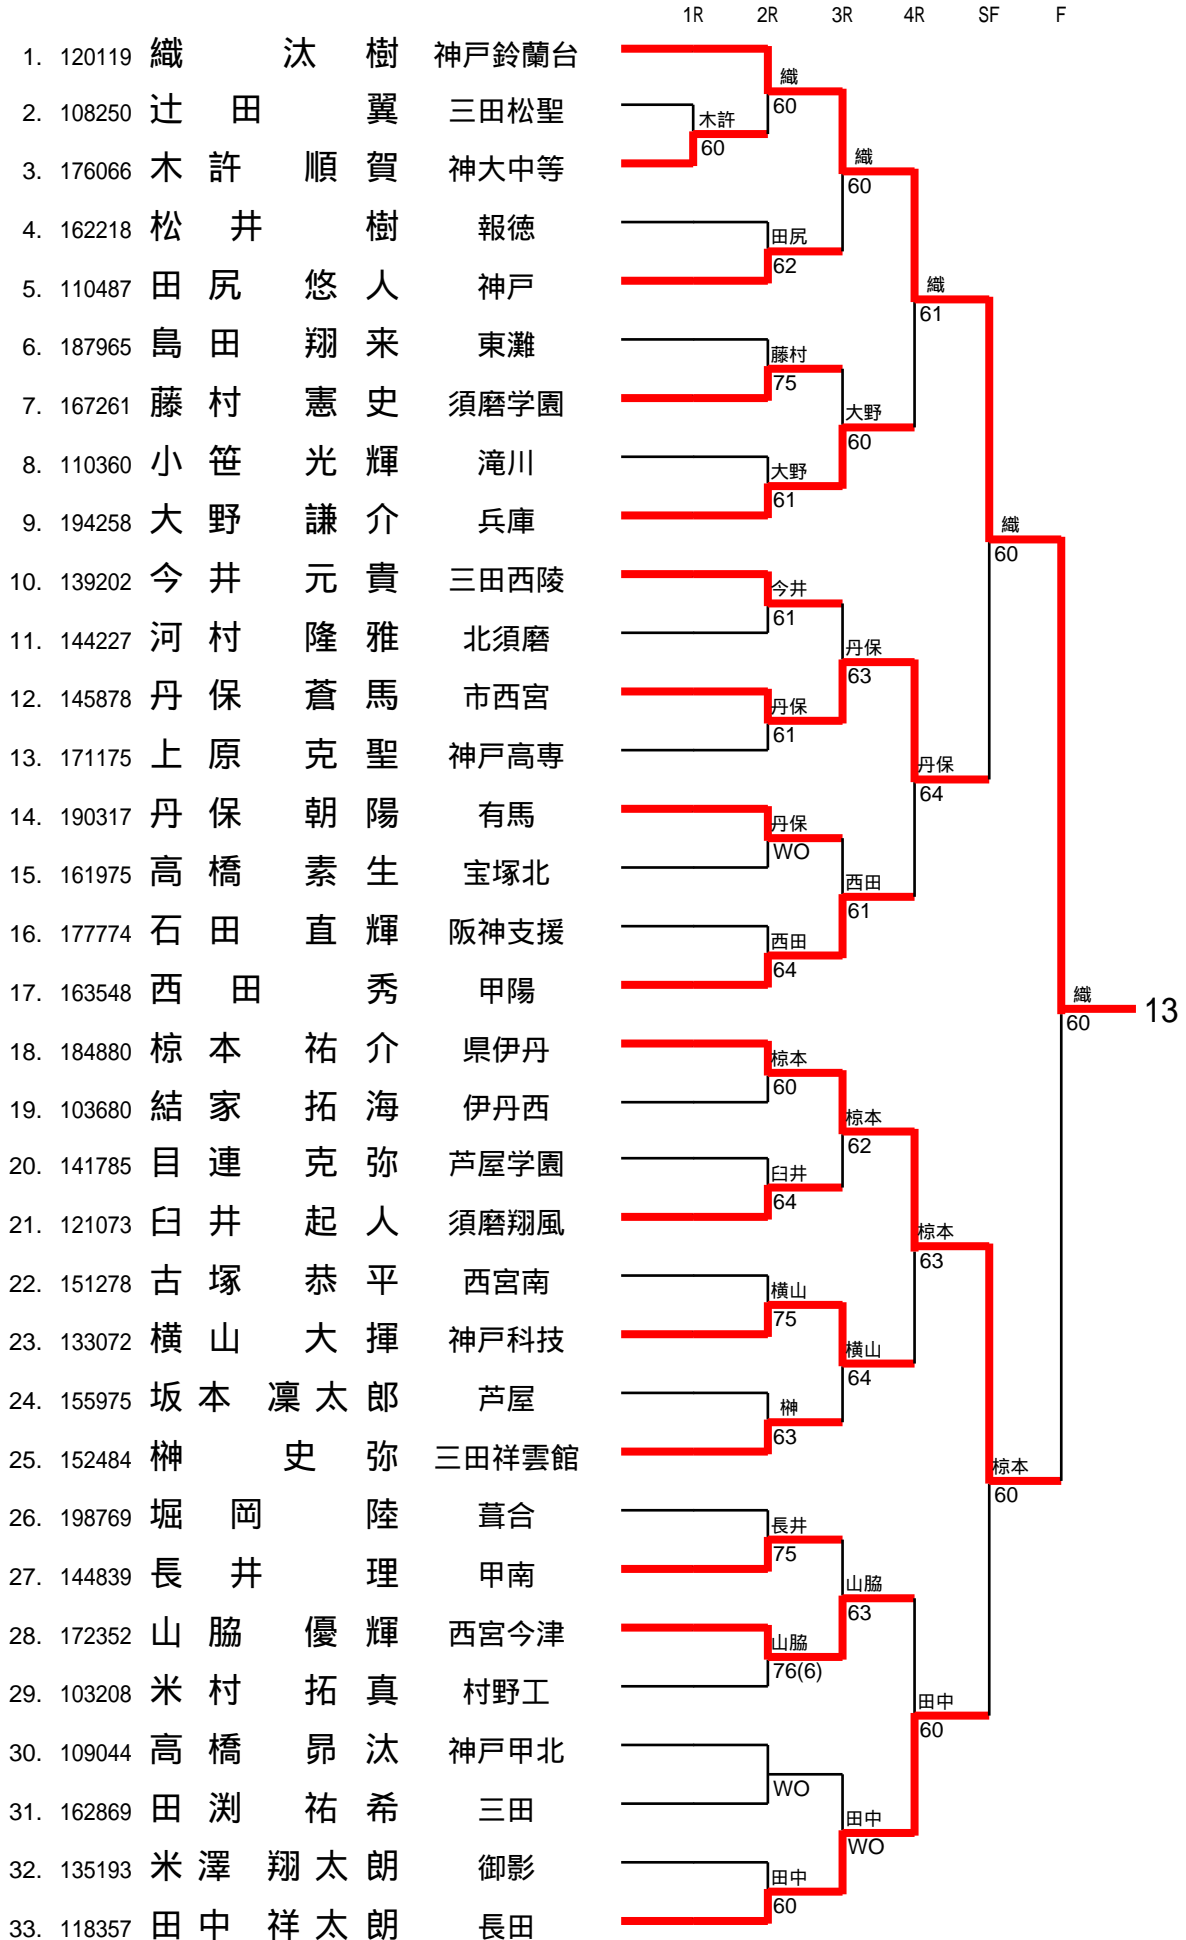 1R 2R 3R 4R SF F
1. 120119 織 汰 樹 神戸鈴蘭台
織
2. 108250 辻 田 翼 三田松聖
60
木許
60
3. 176066 木 許 順 賀 神大中等
織
60
4. 162218 松 井 樹 報徳
田尻
62
5. 110487 田 尻 悠 人 神戸
織
61
6. 187965 島 田 翔 来 東灘
藤村
75
7. 167261 藤 村 憲 史 須磨学園
大野
60
8. 110360 小 笹 光 輝 滝川
大野
61
9. 194258 大 野 謙 介 兵庫
織
60
10. 139202 今 井 元 貴 三田西陵
今井
61
11. 144227 河 村 隆 雅 北須磨
丹保
63
12. 145878 丹 保 蒼 馬 市西宮
丹保
61
13. 171175 上 原 克 聖 神戸高専
丹保
64
14. 190317 丹 保 朝 陽 有馬
丹保
WO
15. 161975 高 橋 素 生 宝塚北
西田
61
16. 177774 石 田 直 輝 阪神支援
西田
64
17. 163548 西 田 秀 甲陽
織
60
13
18. 184880 椋 本 祐 介 県伊丹
椋本
60
19. 103680 結 家 拓 海 伊丹西
椋本
62
20. 141785 目 連 克 弥 芦屋学園
臼井
64
21. 121073 臼 井 起 人 須磨翔風
椋本
63
22. 151278 古 塚 恭 平 西宮南
横山
75
23. 133072 横 山 大 揮 神戸科技
横山
64
24. 155975 坂 本 凜 太 郎 芦屋
榊
63
25. 152484 榊 史 弥 三田祥雲館
椋本
60
26. 198769 堀 岡 陸 葺合
長井
75
27. 144839 長 井 理 甲南
山脇
63
28. 172352 山 脇 優 輝 西宮今津
山脇
76(6)
29. 103208 米 村 拓 真 村野工
田中
60
30. 109044 高 橋 昴 汰 神戸甲北
WO
31. 162869 田 渕 祐 希 三田
田中
WO
32. 135193 米 澤 翔 太 朗 御影
田中
60
33. 118357 田 中 祥 太 朗 長田